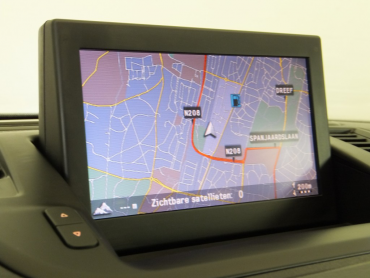 DREEF
N208
SPANJAARDSLAAN
N208
200m
--- m
Zichtbare satellieten: 0